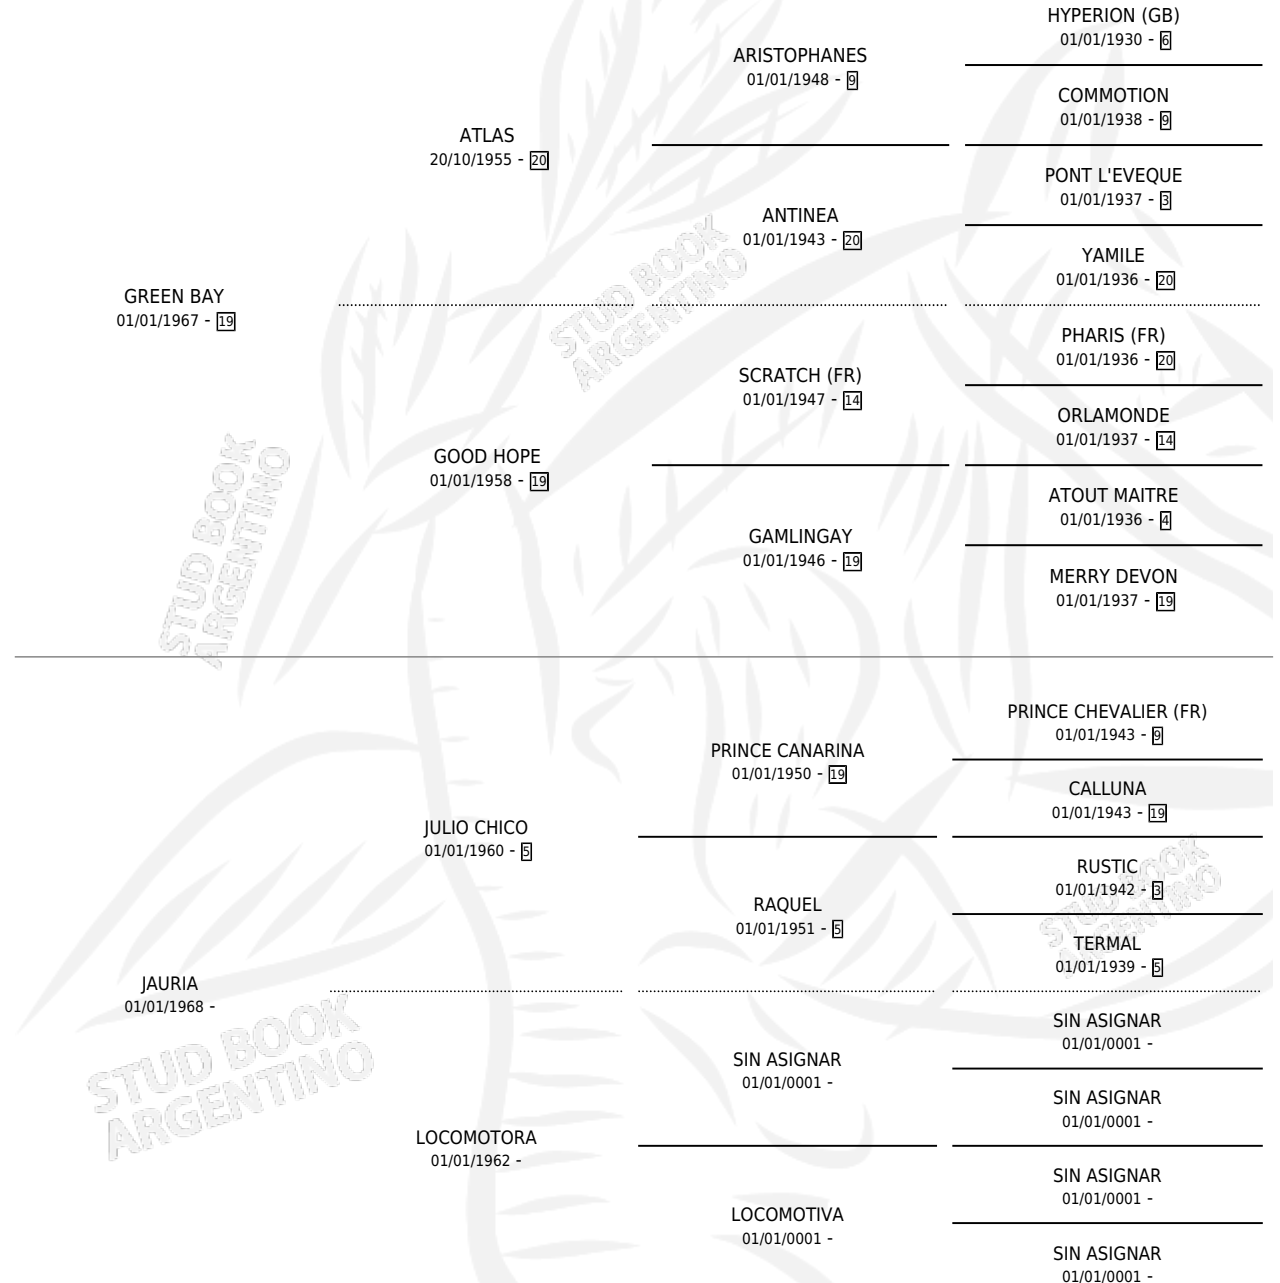 HYPERION (GB)
01/01/1930 - 6
ARISTOPHANES
01/01/1948 - 9
COMMOTION
01/01/1938 - 9
ATLAS
20/10/1955 - 20
PONT L'EVEQUE
01/01/1937 - 3
ANTINEA
01/01/1943 - 20
YAMILE
01/01/1936 - 20
GREEN BAY
01/01/1967 - 19
STUD BOOK
ARGENTINO
PHARIS (FR)
01/01/1936 - 20
SCRATCH (FR)
01/01/1947 - 14
ORLAMONDE
01/01/1937 - 14
GOOD HOPE
01/01/1958 - 19
ATOUT MAITRE
01/01/1936 - 4
GAMLINGAY
01/01/1946 - 19
MERRY DEVON
01/01/1937 - 19
STUD BOOK
ARGENTINO
PRINCE CHEVALIER (FR)
01/01/1943 - 9
PRINCE CANARINA
01/01/1950 - 19
CALLUNA
01/01/1943 - 19
JULIO CHICO
01/01/1960 - 5
RUSTIC
01/01/1942 - 3
RAQUEL
01/01/1951 - 5
TERMAL
01/01/1939 - 5
STUD BOOK
ARGENTINO
JAURIA
01/01/1968 -
SIN ASIGNAR
01/01/0001 -
SIN ASIGNAR
01/01/0001 -
SIN ASIGNAR
01/01/0001 -
STUD BOOK
ARGENTINO
LOCOMOTORA
01/01/1962 -
SIN ASIGNAR
01/01/0001 -
LOCOMOTIVA
01/01/0001 -
SIN ASIGNAR
01/01/0001 -